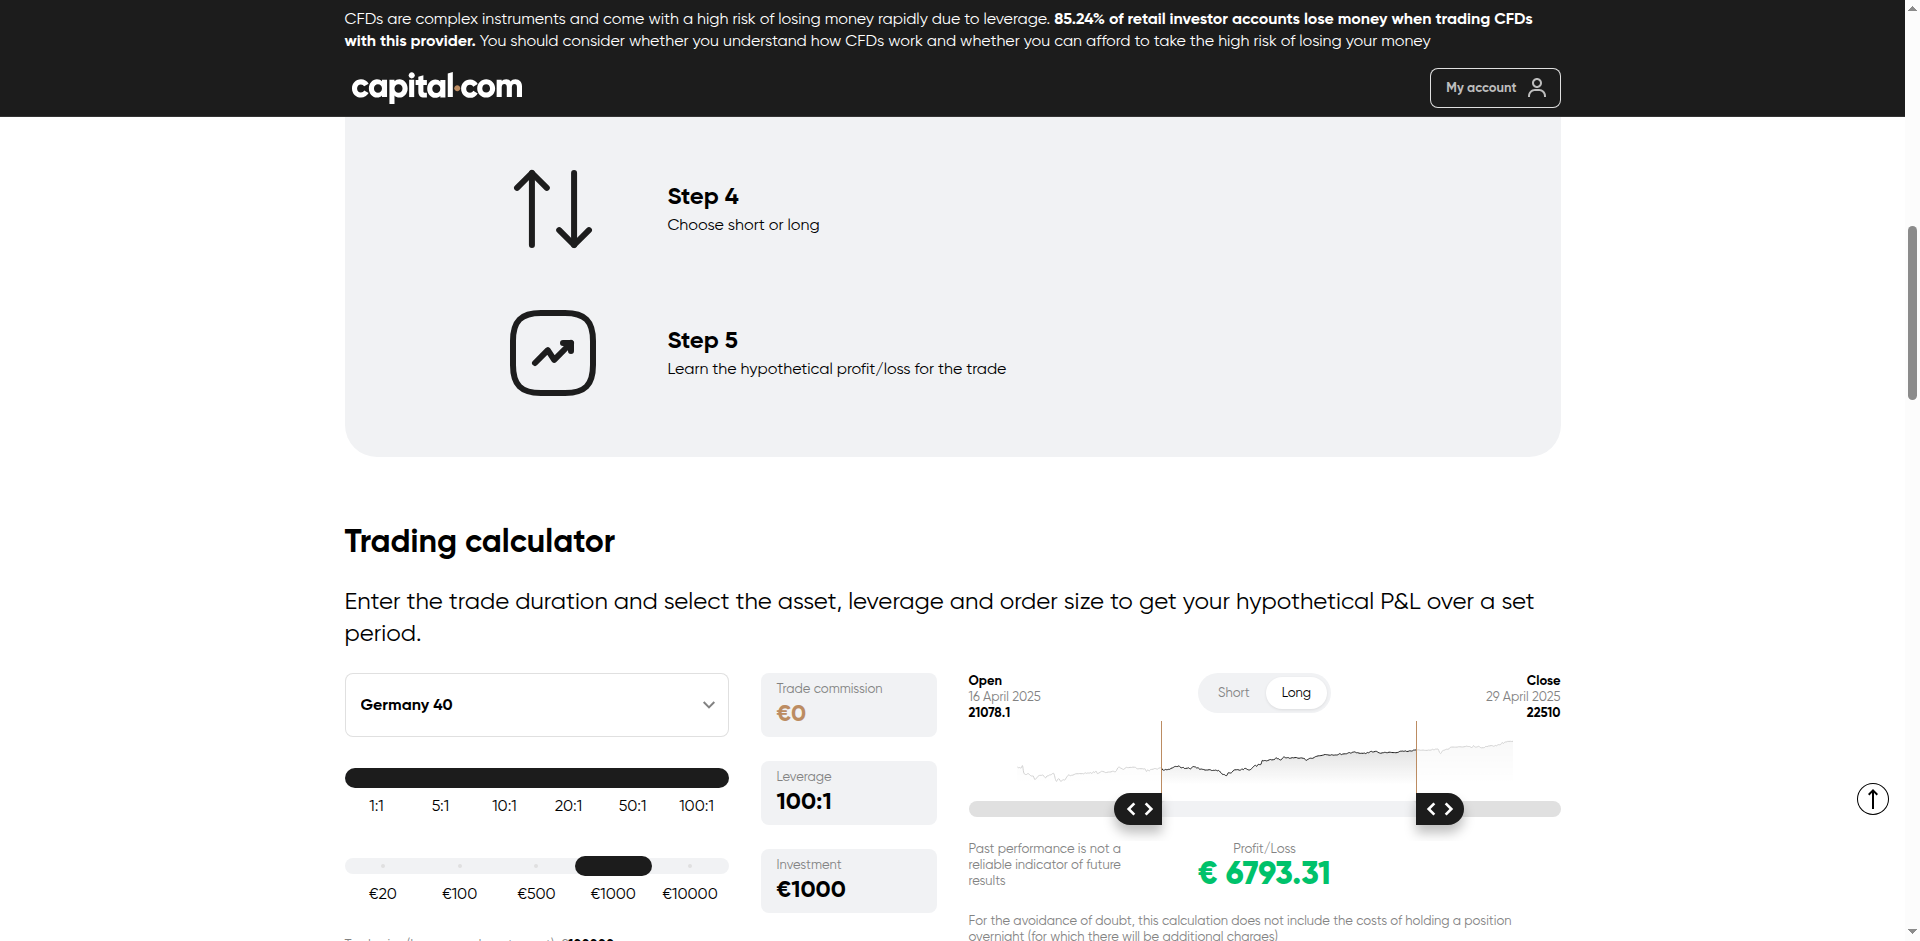 CFDs are complex instruments and come with a high risk of losing money rapidly due to leverage. 85.24% of retail investor accounts lose money when trading CFDs
with this provider. You should consider whether you understand how CFDs work and whether you can afford to take the high risk of losing your money
capital.com
My account
Step 4
Choose short or long
Step 5
Learn the hypothetical profit/loss for the trade
Trading calculator
Enter the trade duration and select the asset, leverage and order size to get your hypothetical P&L over a set
period.
Germany 40
1:1 5:1 10:1 20:1 50:1 100:1
€20 €100 €500 €1000 €10000
Trade commission
€0
Leverage
100:1
Investment
€1000
Open
16 April 2025
21078.1
Short Long
Close
29 April 2025
22510
Past performance is not a
reliable indicator of future
results
Profit/Loss
€ 6793.31
For the avoidance of doubt, this calculation does not include the costs of holding a position
overnight (for which there will be additional charges)